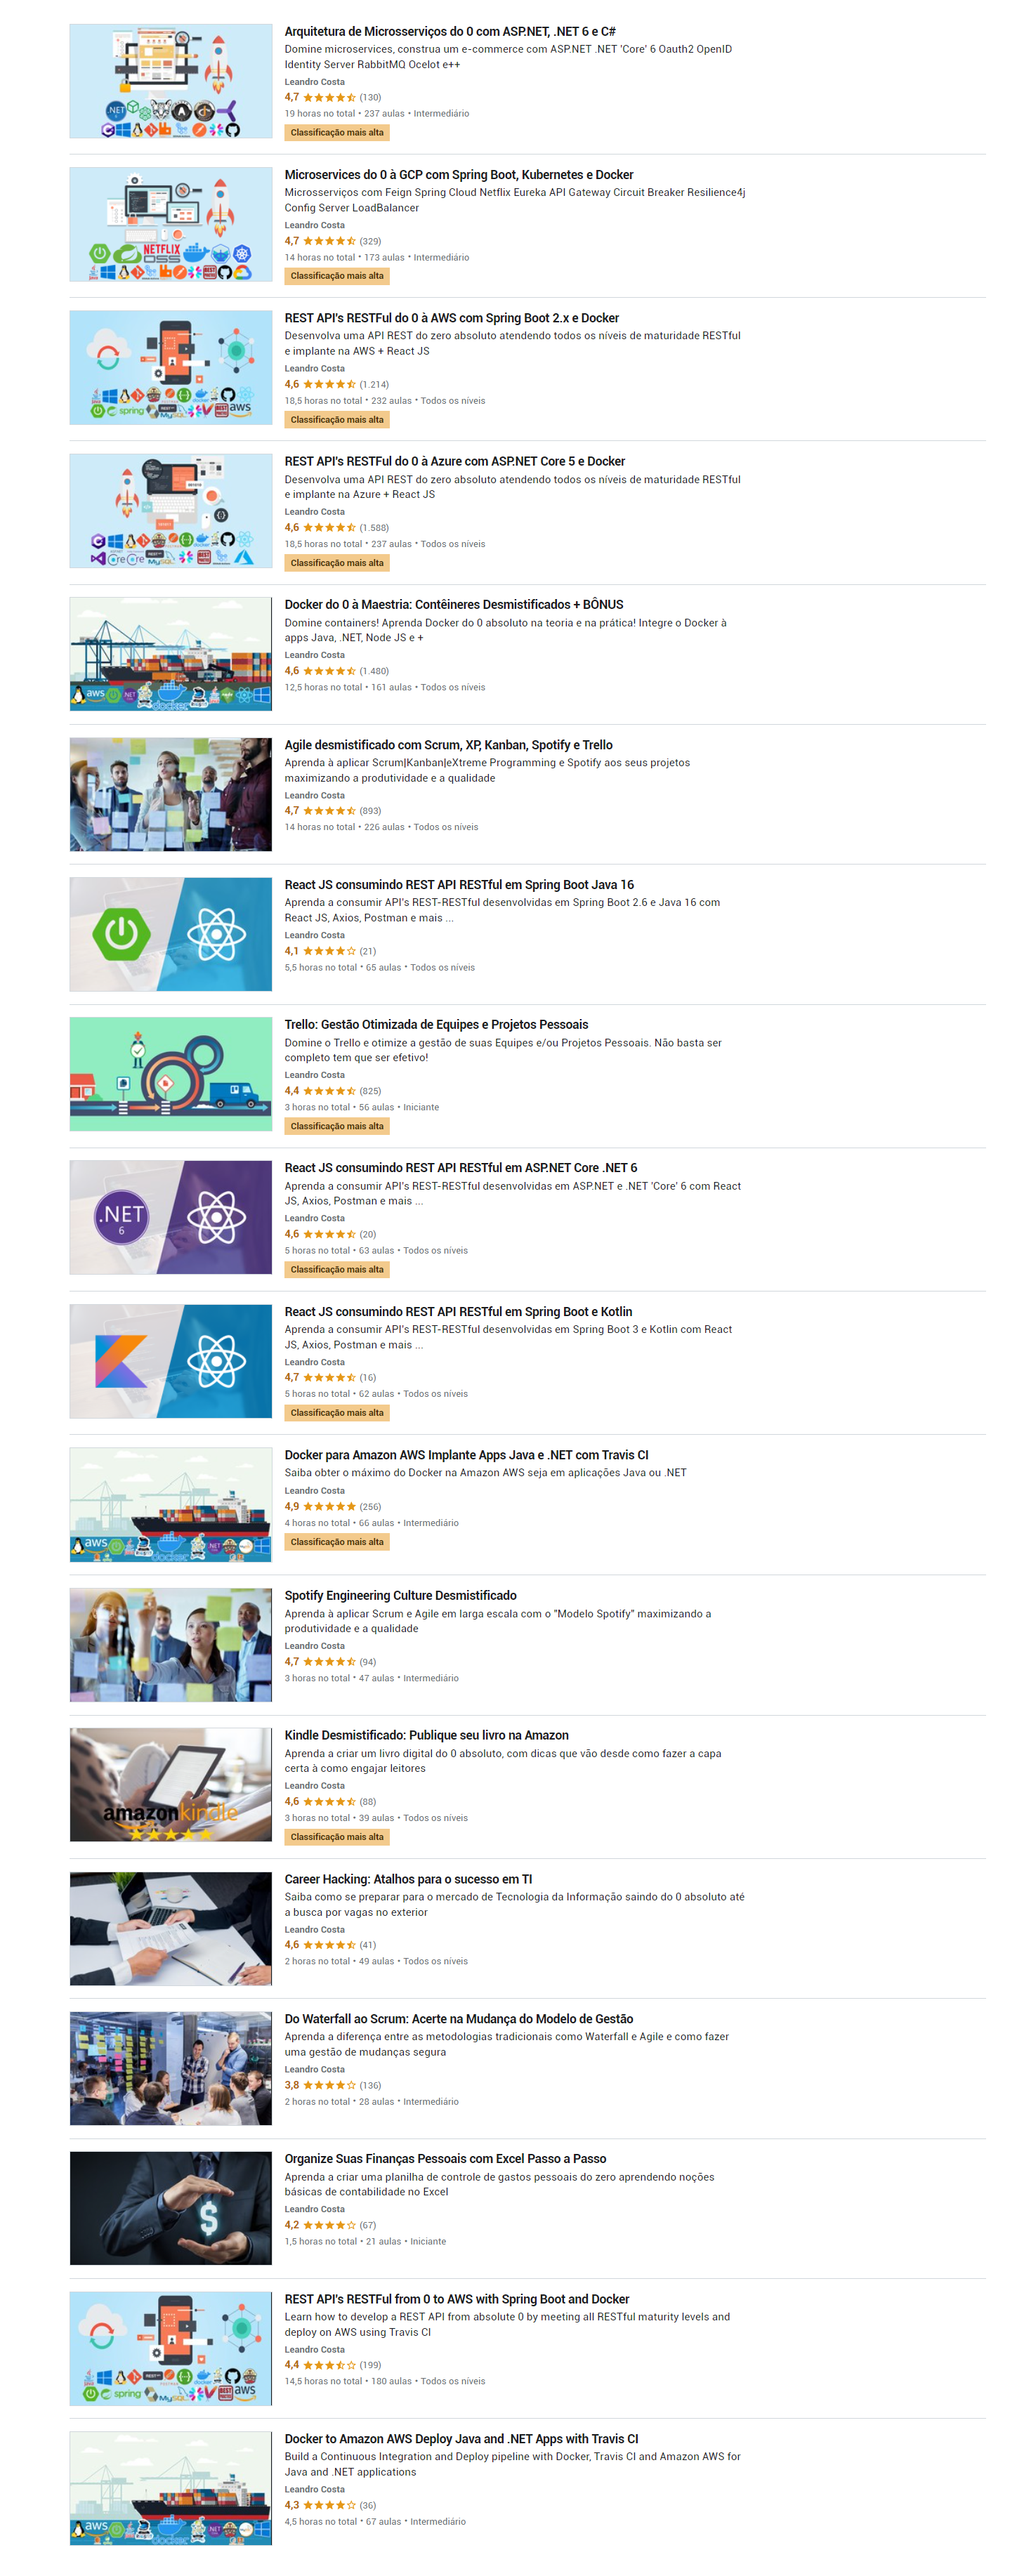 Arquitetura de Microsserviços do 0 com ASP.NET, .NET 6 e C#
Domine microservices, construa um e-commerce com ASP.NET .NET 'Core' 6 Oauth2 OpenID
Identity Server RabbitMQ Ocelot e++
Leandro Costa
4,7 (130)
19 horas no total • 237 aulas • Intermediário
Classificação mais alta
NETFLIX
OSS
Microservices do 0 à GCP com Spring Boot, Kubernetes e Docker
Microsserviços com Feign Spring Cloud Netflix Eureka API Gateway Circuit Breaker Resilience4j
Config Server LoadBalancer
Leandro Costa
4,7 (329)
14 horas no total • 173 aulas • Intermediário
Classificação mais alta
spring
MySQL
aws
REST API's RESTFul do 0 à AWS com Spring Boot 2.x e Docker
Desenvolva uma API REST do zero absoluto atendendo todos os níveis de maturidade RESTful
e implante na AWS + React JS
Leandro Costa
4,6 (1.214)
18,5 horas no total • 232 aulas • Todos os níveis
Classificação mais alta
MySQL
REST API's RESTFul do 0 à Azure com ASP.NET Core 5 e Docker
Desenvolva uma API REST do zero absoluto atendendo todos os níveis de maturidade RESTful
e implante na Azure + React JS
Leandro Costa
4,6 (1.588)
18,5 horas no total • 237 aulas • Todos os níveis
Classificação mais alta
aws
docker
Docker do 0 à Maestria: Contêineres Desmistificados + BÔNUS
Domine containers! Aprenda Docker do 0 absoluto na teoria e na prática! Integre o Docker à
apps Java, .NET, Node JS e +
Leandro Costa
4,6 (1.480)
12,5 horas no total • 161 aulas • Todos os níveis
Agile desmistificado com Scrum, XP, Kanban, Spotify e Trello
Aprenda à aplicar Scrum|Kanban|eXtreme Programming e Spotify aos seus projetos
maximizando a produtividade e a qualidade
Leandro Costa
4,7 (893)
14 horas no total • 226 aulas • Todos os níveis
React JS consumindo REST API RESTful em Spring Boot Java 16
Aprenda a consumir API's REST-RESTful desenvolvidas em Spring Boot 2.6 e Java 16 com
React JS, Axios, Postman e mais ...
Leandro Costa
4,1 (21)
5,5 horas no total • 65 aulas • Todos os níveis
Trello: Gestão Otimizada de Equipes e Projetos Pessoais
Domine o Trello e otimize a gestão de suas Equipes e/ou Projetos Pessoais. Não basta ser
completo tem que ser efetivo!
Leandro Costa
4,4 (825)
3 horas no total • 56 aulas • Iniciante
Classificação mais alta
.NET
6
React JS consumindo REST API RESTful em ASP.NET Core .NET 6
Aprenda a consumir API's REST-RESTful desenvolvidas em ASP.NET e .NET 'Core' 6 com React
JS, Axios, Postman e mais ...
Leandro Costa
4,6 (20)
5 horas no total • 63 aulas • Todos os níveis
Classificação mais alta
React JS consumindo REST API RESTful em Spring Boot e Kotlin
Aprenda a consumir API's REST-RESTful desenvolvidas em Spring Boot 3 e Kotlin com React
JS, Axios, Postman e mais ...
Leandro Costa
4,7 (16)
5 horas no total • 62 aulas • Todos os níveis
Classificação mais alta
aws
docker
Docker para Amazon AWS Implante Apps Java e .NET com Travis CI
Saiba obter o máximo do Docker na Amazon AWS seja em aplicações Java ou .NET
Leandro Costa
4,9 (256)
4 horas no total • 66 aulas • Intermediário
Classificação mais alta
Spotify Engineering Culture Desmistificado
Aprenda à aplicar Scrum e Agile em larga escala com o "Modelo Spotify" maximizando a
produtividade e a qualidade
Leandro Costa
4,7 (94)
3 horas no total • 47 aulas • Intermediário
amazonkindle
Kindle Desmistificado: Publique seu livro na Amazon
Aprenda a criar um livro digital do 0 absoluto, com dicas que vão desde como fazer a capa
certa à como engajar leitores
Leandro Costa
4,6 (88)
3 horas no total • 39 aulas • Todos os níveis
Classificação mais alta
Career Hacking: Atalhos para o sucesso em TI
Saiba como se preparar para o mercado de Tecnologia da Informação saindo do 0 absoluto até
a busca por vagas no exterior
Leandro Costa
4,6 (41)
2 horas no total • 49 aulas • Todos os níveis
Do Waterfall ao Scrum: Acerte na Mudança do Modelo de Gestão
Aprenda a diferença entre as metodologias tradicionais como Waterfall e Agile e como fazer
uma gestão de mudanças segura
Leandro Costa
3,8 (136)
2 horas no total • 28 aulas • Intermediário
$
Organize Suas Finanças Pessoais com Excel Passo a Passo
Aprenda a criar uma planilha de controle de gastos pessoais do zero aprendendo noções
básicas de contabilidade no Excel
Leandro Costa
4,2 (67)
1,5 horas no total • 21 aulas • Iniciante
spring
MySQL
aws
REST API's RESTFul from 0 to AWS with Spring Boot and Docker
Learn how to develop a REST API from absolute 0 by meeting all RESTful maturity levels and
deploy on AWS using Travis CI
Leandro Costa
4,4 (199)
14,5 horas no total • 180 aulas • Todos os níveis
aws
docker
Docker to Amazon AWS Deploy Java and .NET Apps with Travis CI
Build a Continuous Integration and Deploy pipeline with Docker, Travis CI and Amazon AWS for
Java and .NET applications
Leandro Costa
4,3 (36)
4,5 horas no total • 67 aulas • Intermediário